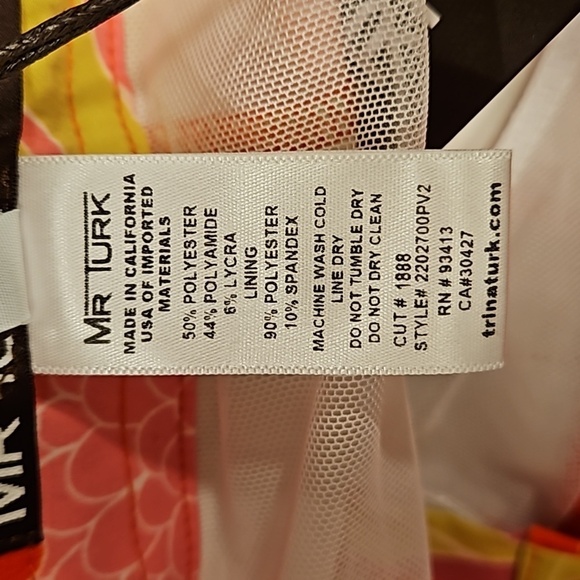 MR TURK
MADE IN CALIFORNIA
USA OF IMPORTED
MATERIALS
50% POLYESTER
44% POLYAMIDE
6% LYCRA
LINING
90% POLYESTER
10% SPANDEX
MACHINE WASH COLD
LINE DRY
DO NOT TUMBLE DRY
DO NOT DRY CLEAN
CUT# 1888
STYLE# 2202700PV2
RN # 93413
CA#30427
trinaturk.com
MR